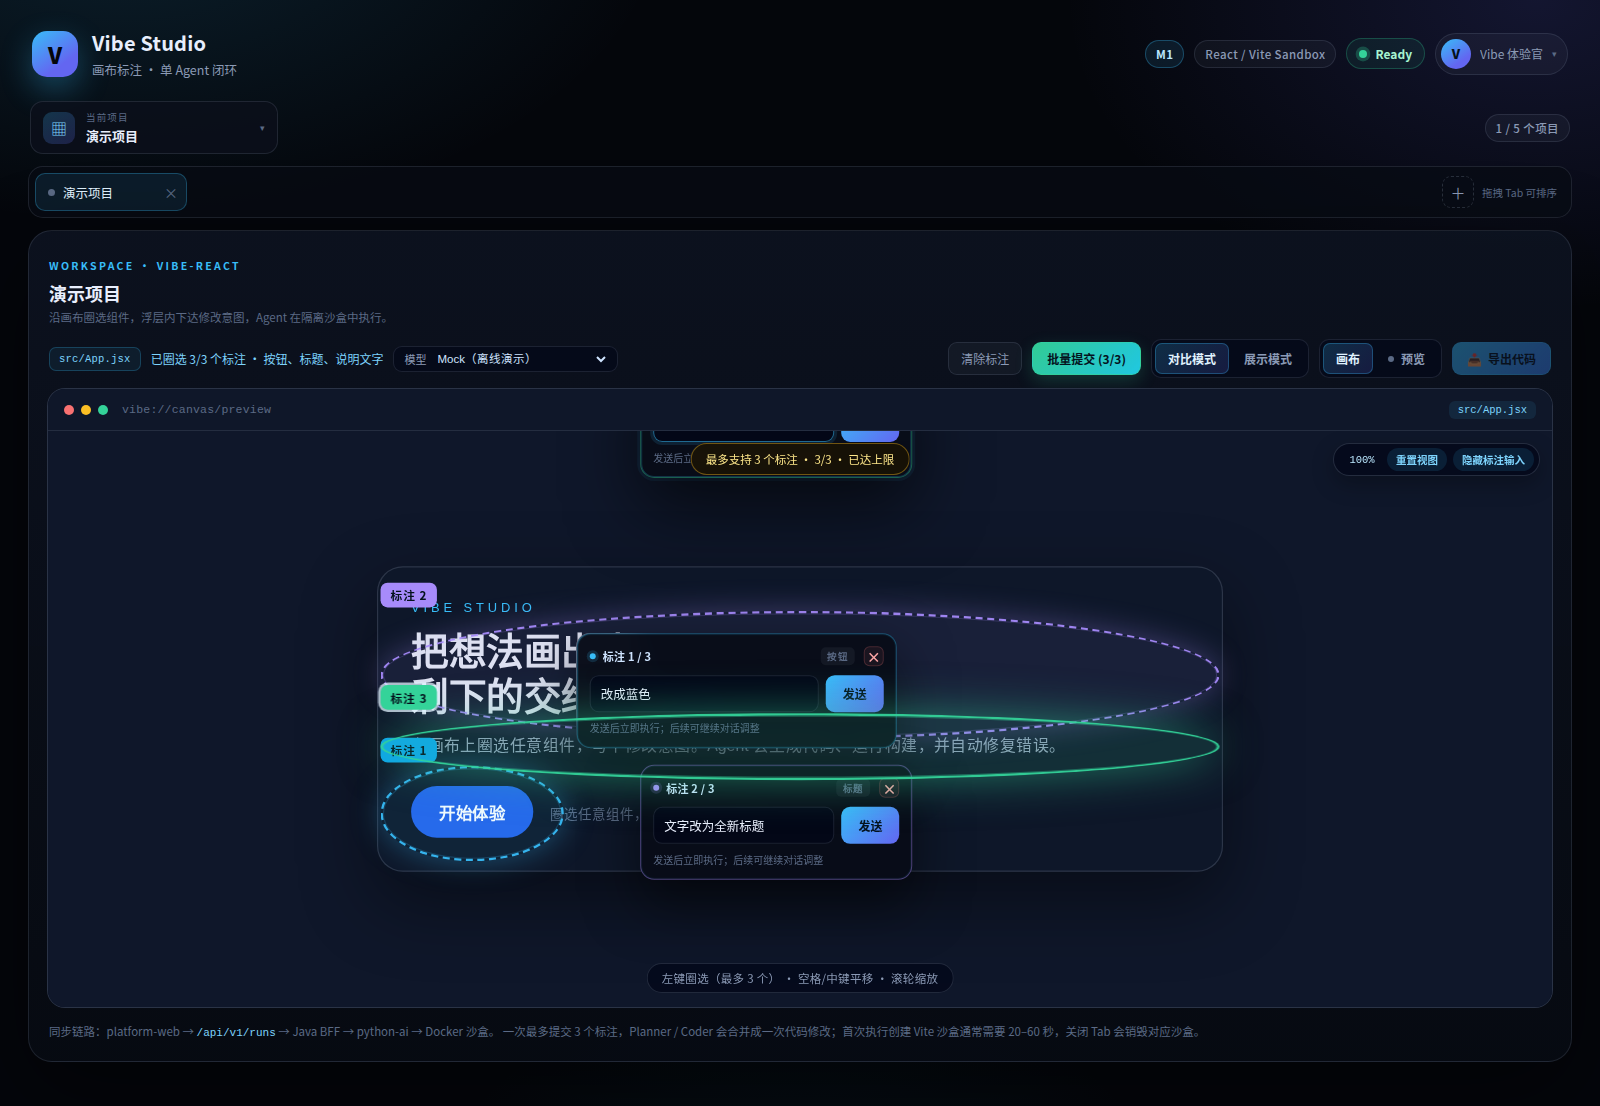 V
Vibe Studio
画布标注 · 单 Agent 闭环
M1
React / Vite Sandbox
Ready
V
Vibe 体验官
当前项目
演示项目
1 / 5 个项目
演示项目
拖拽 Tab 可排序
WORKSPACE · VIBE-REACT
演示项目
沿画布圈选组件，浮层内下达修改意图，Agent 在隔离沙盒中执行。
src/App.jsx
已圈选 3/3 个标注 · 按钮、标题、说明文字
模型
Mock（离线演示）
清除标注
批量提交 (3/3)
对比模式
展示模式
画布
预览
导出代码
vibe://canvas/preview
src/App.jsx
发送后立
最多支持 3 个标注 · 3/3 · 已达上限
100%
重置视图
隐藏标注输入
标注 2
VIBE STUDIO
把想法画出
标注 1 / 3
按钮
标注 3
剩下的交给
改成蓝色
发送
发送后立即执行；后续可继续对话调整
标注 1
画布上圈选任意组件，写下修改意图。Agent 会生成代码、运行构建，并自动修复错误。
标注 2 / 3
标题
开始体验
圈选任意组件，
文字改为全新标题
发送
发送后立即执行；后续可继续对话调整
左键圈选（最多 3 个） · 空格/中键平移 · 滚轮缩放
同步链路：platform-web → /api/v1/runs → Java BFF → python-ai → Docker 沙盒。 一次最多提交 3 个标注，Planner / Coder 会合并成一次代码修改；首次执行创建 Vite 沙盒通常需要 20–60 秒，关闭 Tab 会销毁对应沙盒。